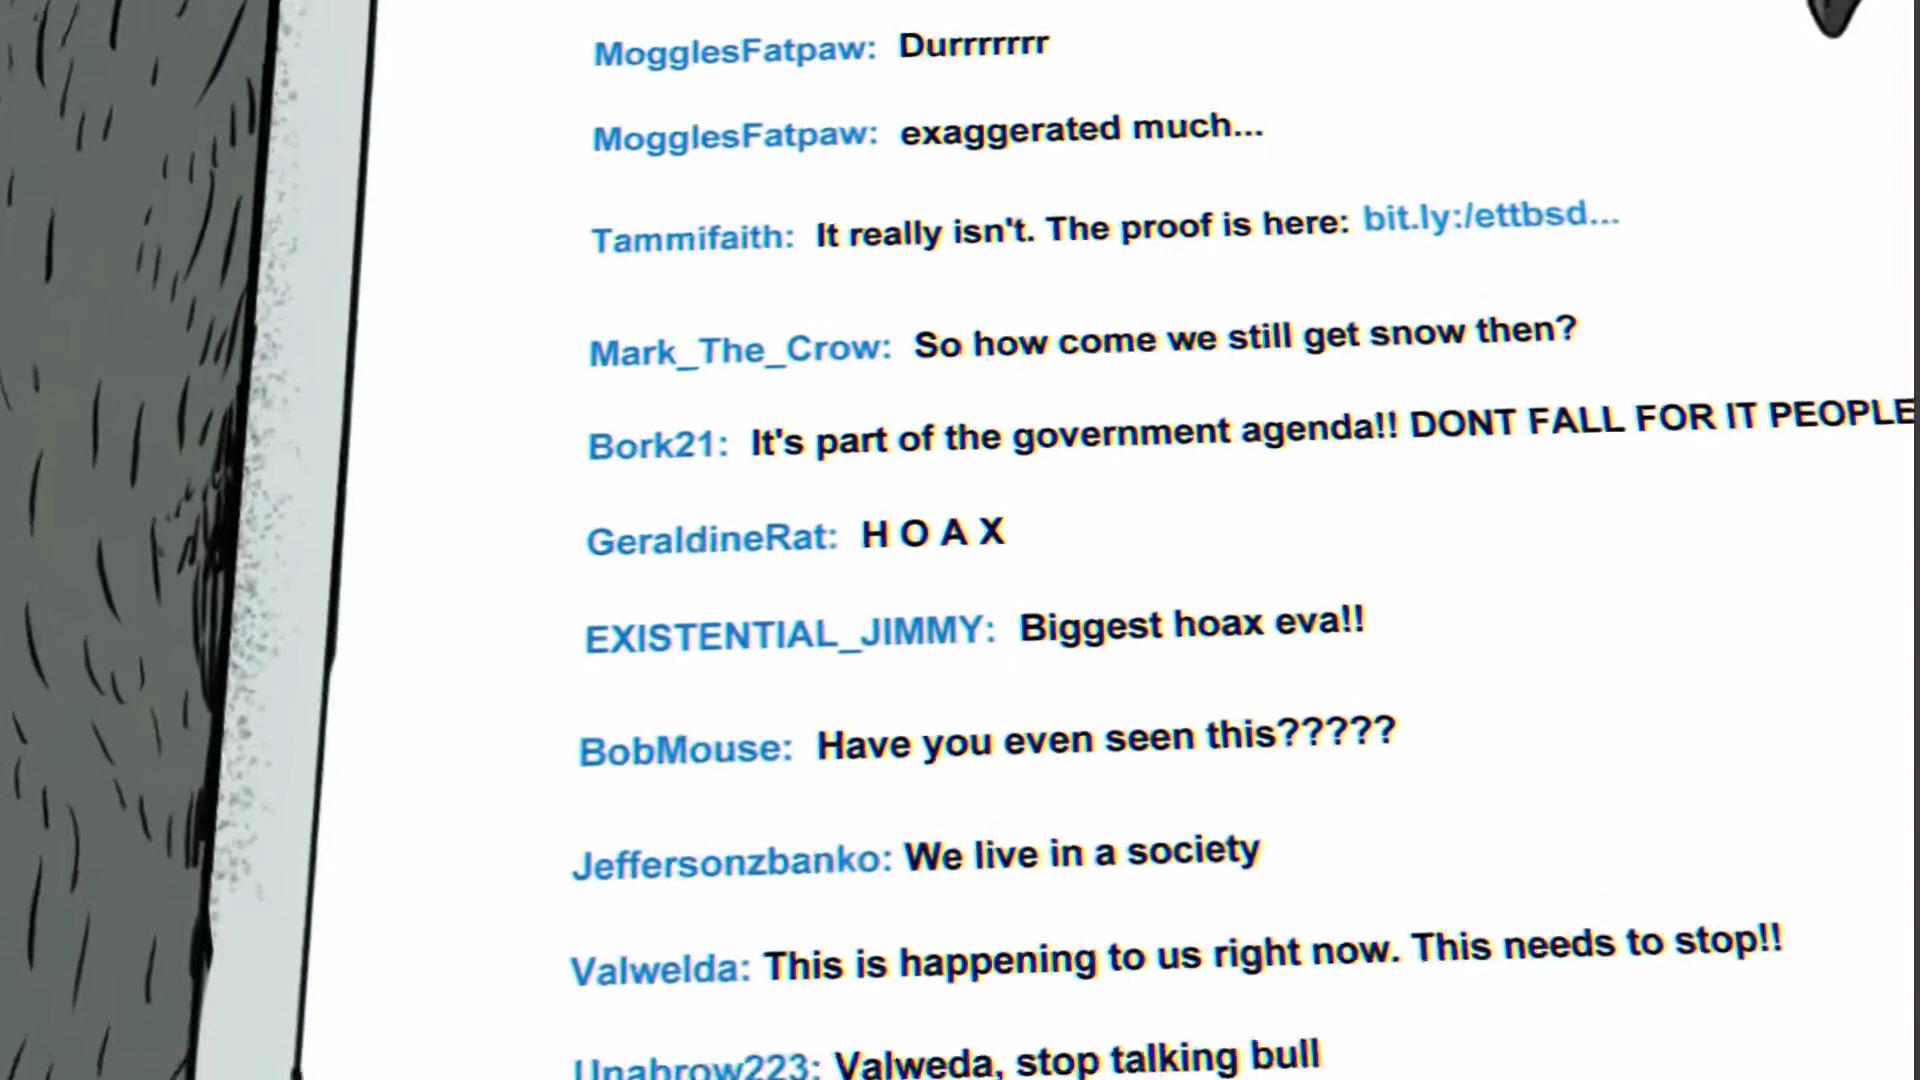 MogglesFatpaw: Durrrrrrr
MogglesFatpaw: exaggerated much...
Tammifaith: It really isn't. The proof is here: bit.ly:/ettbsd...
Mark_The_Crow: So how come we still get snow then?
Bork21: It's part of the government agenda!! DONT FALL FOR IT PEOPLE
GeraldineRat: H O A X
EXISTENTIAL_JIMMY: Biggest hoax eva!!
BobMouse: Have you even seen this?????
Jeffersonzbanko: We live in a society
Valwelda: This is happening to us right now. This needs to stop!!
Unabrow223: Valweda, stop talking bull